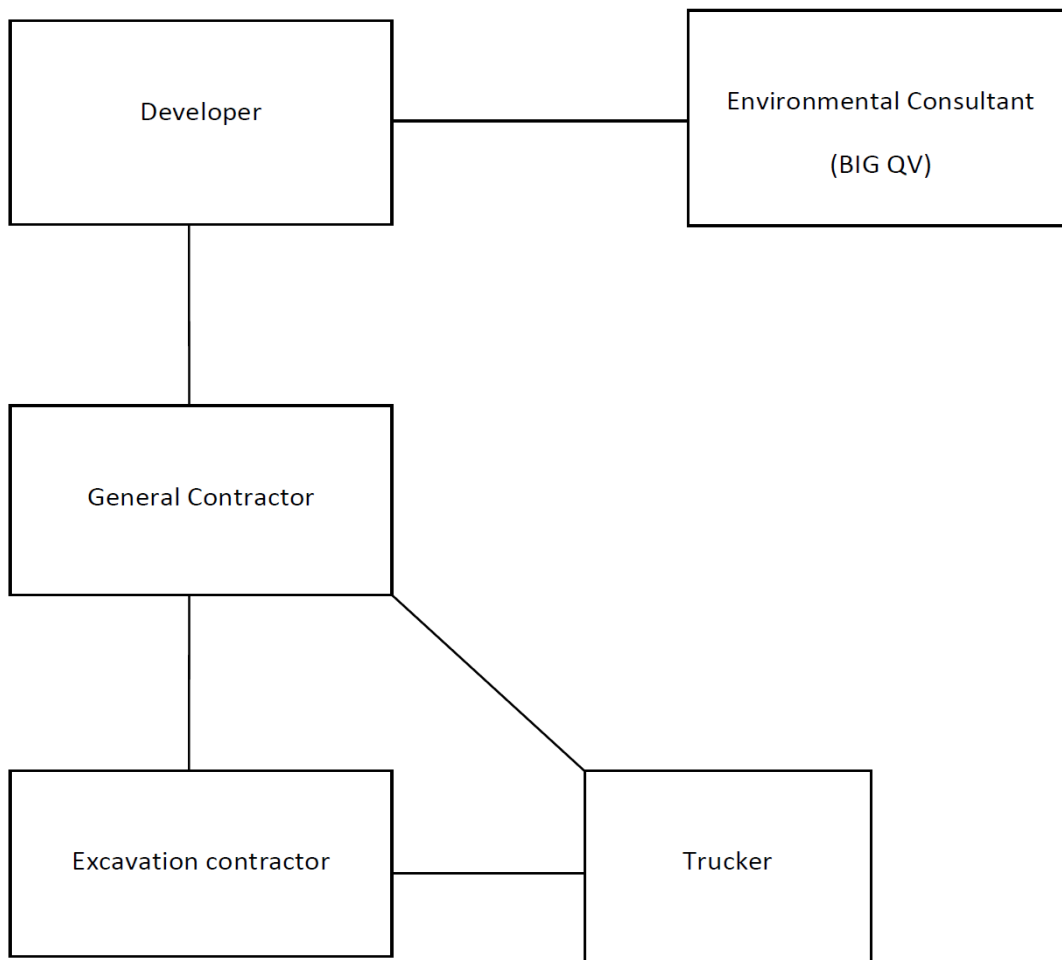 Developer
Environmental Consultant
(BIG QV)
General Contractor
Excavation contractor
Trucker